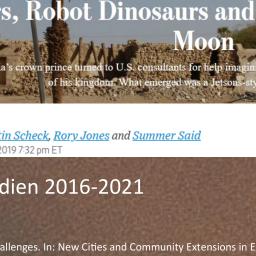 rs, Robot Dinosaurs and
Moon
a's crown prince turned to U.S. consultants for help imagin
of his kingdom. What emerged was a Jetsons-sty
tin Scheck, Rory Jones and Summer Said
2019 7:32 pm ET
dien 2016-2021
allenges. In: New Cities and Community Extensions in E